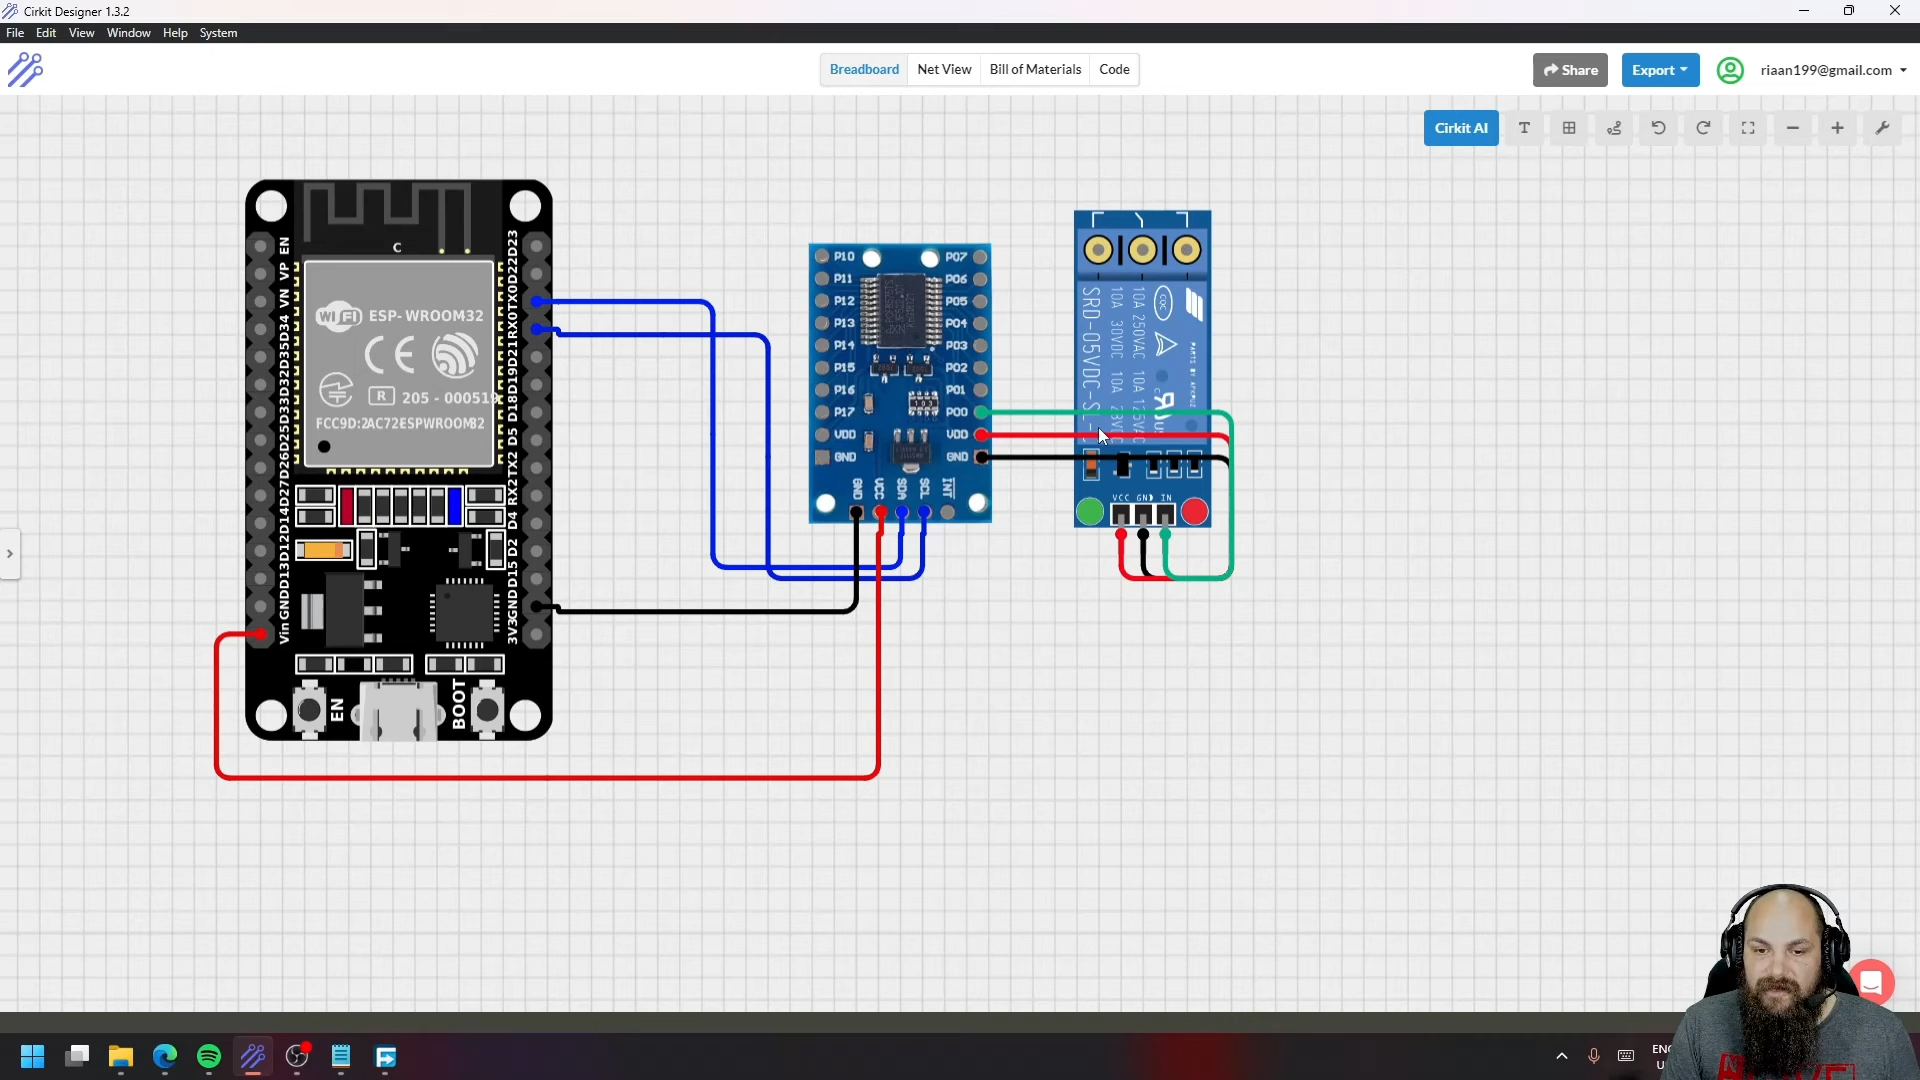 Cirkit Designer 1.3.2
File Edit View Window Help System
Breadboard Net View Bill of Materials Code
Share Export riaan199@gmail.com
Cirkit AI T
EN
VP
VN
D34
D35
D32
D33
D25
D26
D27
D14
D12
D13
GND
Vin
C
WiFi ESP-WROOM32
CE
R 205 - 000519
FCC9D:2AC72ESPWROOM82
D23
D22
TX0
RX0
D21
D19
D18
D5
TX2
RX2
D4
D2
D15
GND
3V3
EN
BOOT
P10 P07
P11 P06
P12 P05
P13 P04
P14 P03
P15 P02
P16 P01
P17 P00
VDD VDD
GND GND
103
GND VCC SDA SCL INT
SRD-05VDC-SL-
10A 250VAC 10A 125VAC
10A 30VDC 10A 28VDC
CQC
VCC GND IN
ENG